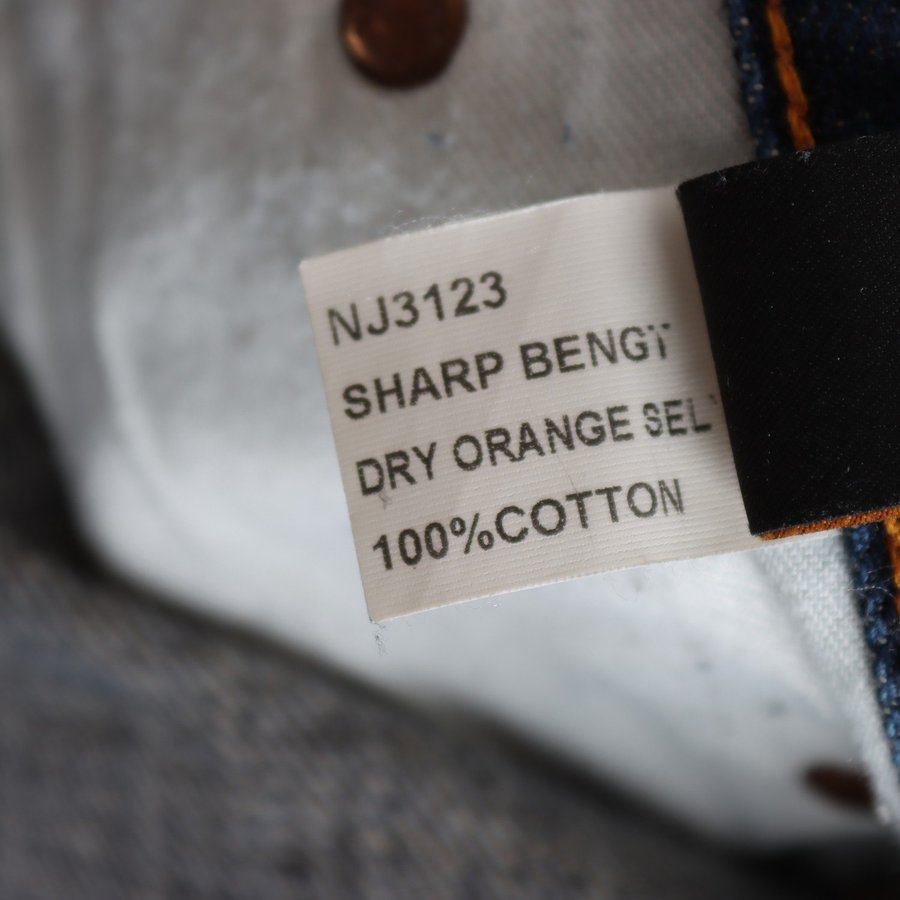 NJ3123
SHARP BENGT
DRY ORANGE SEL
100%COTTON